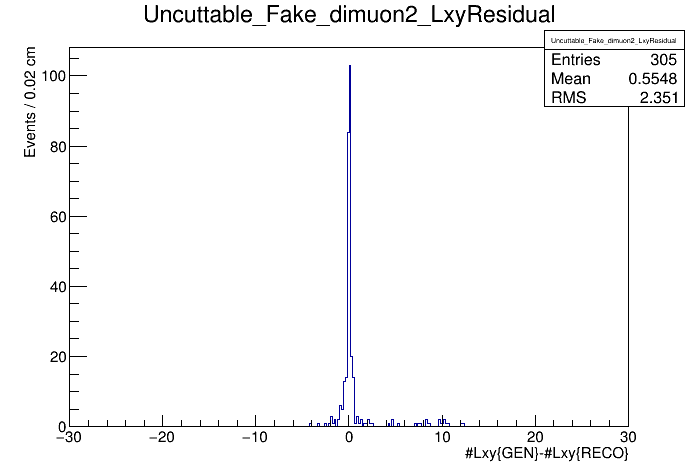 Uncuttable_Fake_dimuon2_LxyResidual
Uncuttable_Fake_dimuon2_LxyResidual
Entries 305
Mean 0.5548
RMS 2.351
Events / 0.02 cm
100
80
60
40
20
0
−30 −20 −10 0 10 20 30
#Lxy{GEN}-#Lxy{RECO}